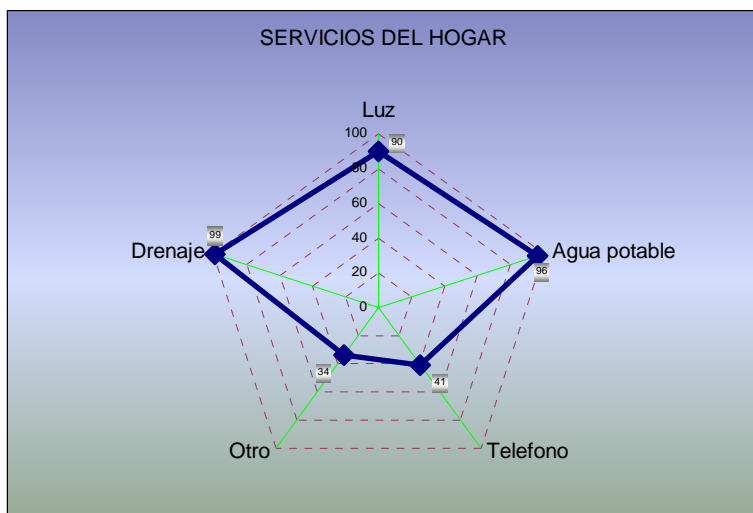 SERVICIOS DEL HOGAR
Luz
100
90
80
99
60
Drenaje
Agua potable
96
40
20
0
34
41
Otro
Telefono